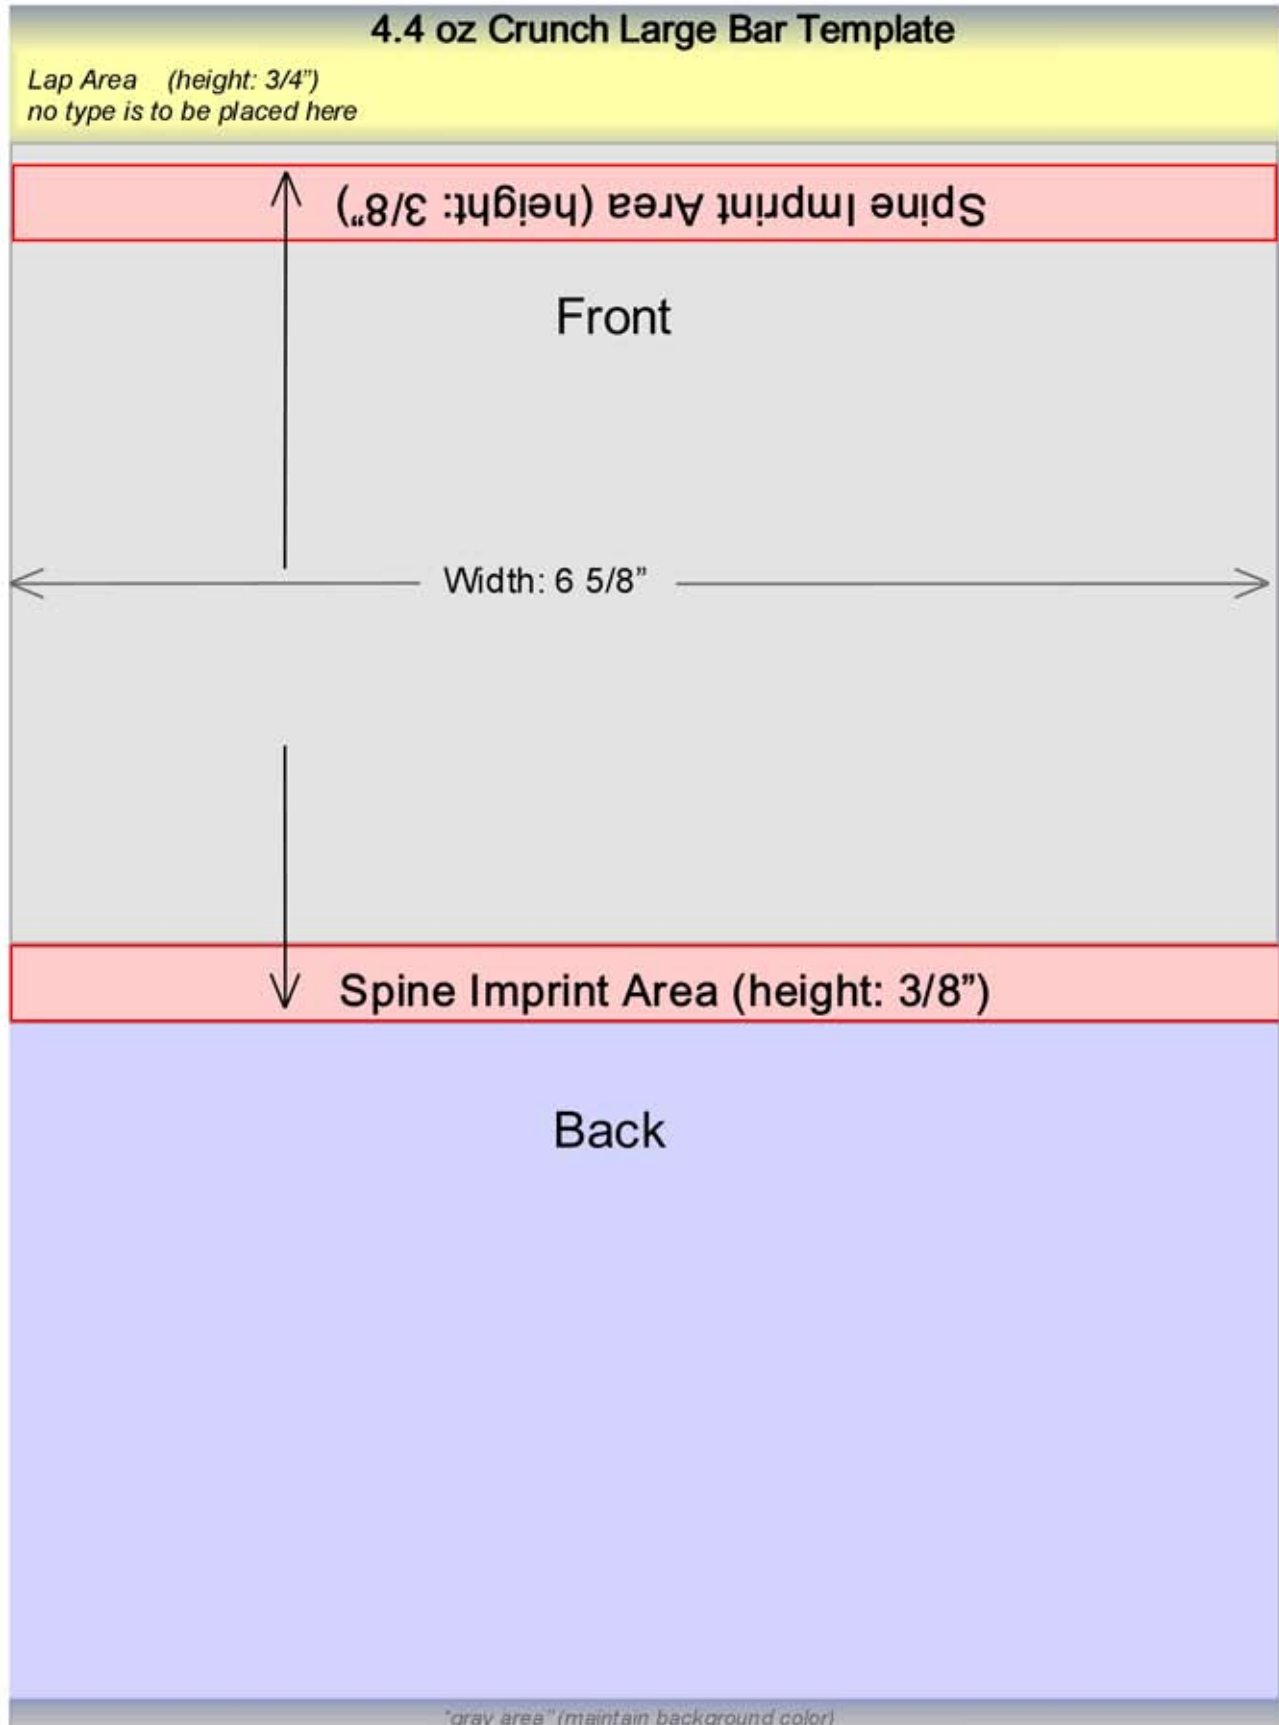 4.4 oz Crunch Large Bar Template
Lap Area (height: 3/4”)
no type is to be placed here
Spine Imprint Area (height: 3/8”)
Front
Width: 6 5/8”
Spine Imprint Area (height: 3/8”)
Back
"gray area" (maintain background color)